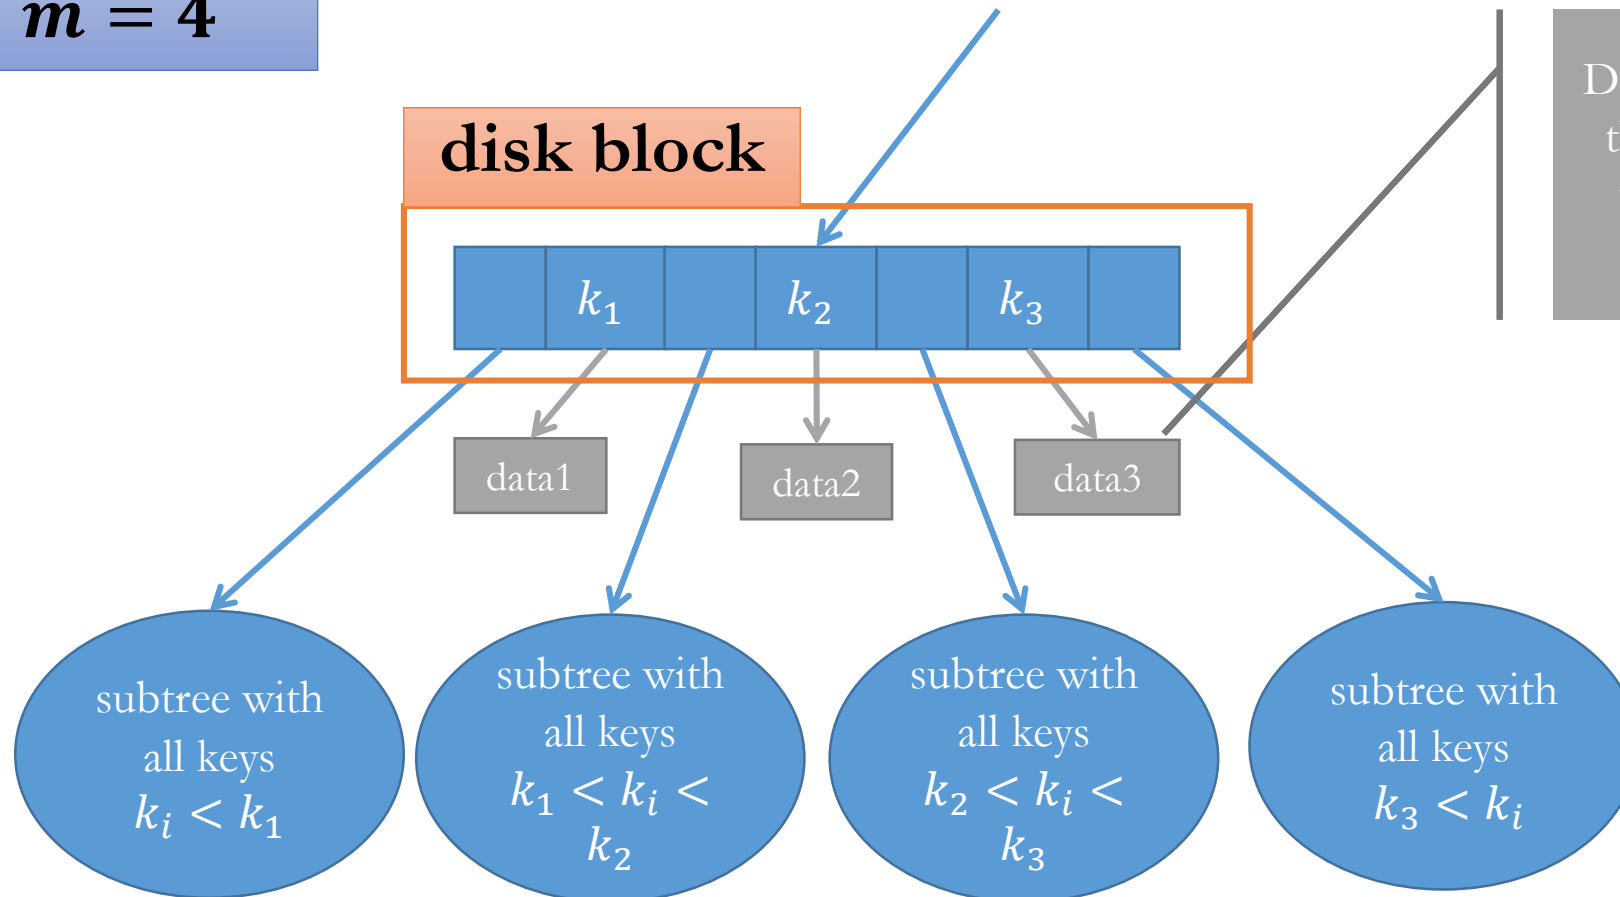 m = 4
disk block
k₁ k₂ k₃
data1 data2 data3
subtree with
all keys
kᵢ < k₁
subtree with
all keys
k₁ < kᵢ <
k₂
subtree with
all keys
k₂ < kᵢ <
k₃
subtree with
all keys
k₃ < kᵢ